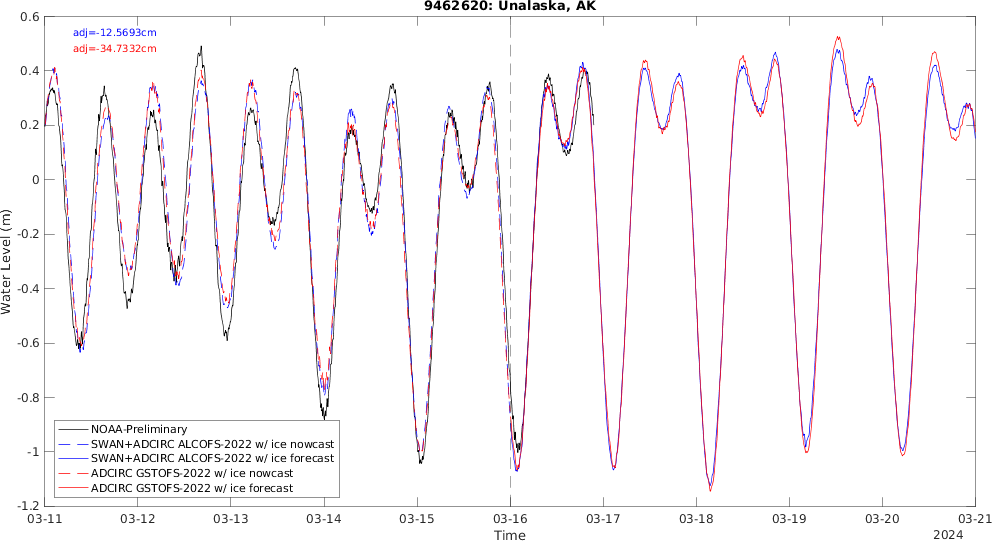 9462620: Unalaska, AK
adj=-12.5693cm
adj=-34.7332cm
Water Level (m)
0.6
0.4
0.2
0
-0.2
-0.4
-0.6
-0.8
-1
-1.2
NOAA-Preliminary
SWAN+ADCIRC ALCOFS-2022 w/ ice nowcast
SWAN+ADCIRC ALCOFS-2022 w/ ice forecast
ADCIRC GSTOFS-2022 w/ ice nowcast
ADCIRC GSTOFS-2022 w/ ice forecast
03-11 03-12 03-13 03-14 03-15 03-16 03-17 03-18 03-19 03-20 03-21
Time
2024